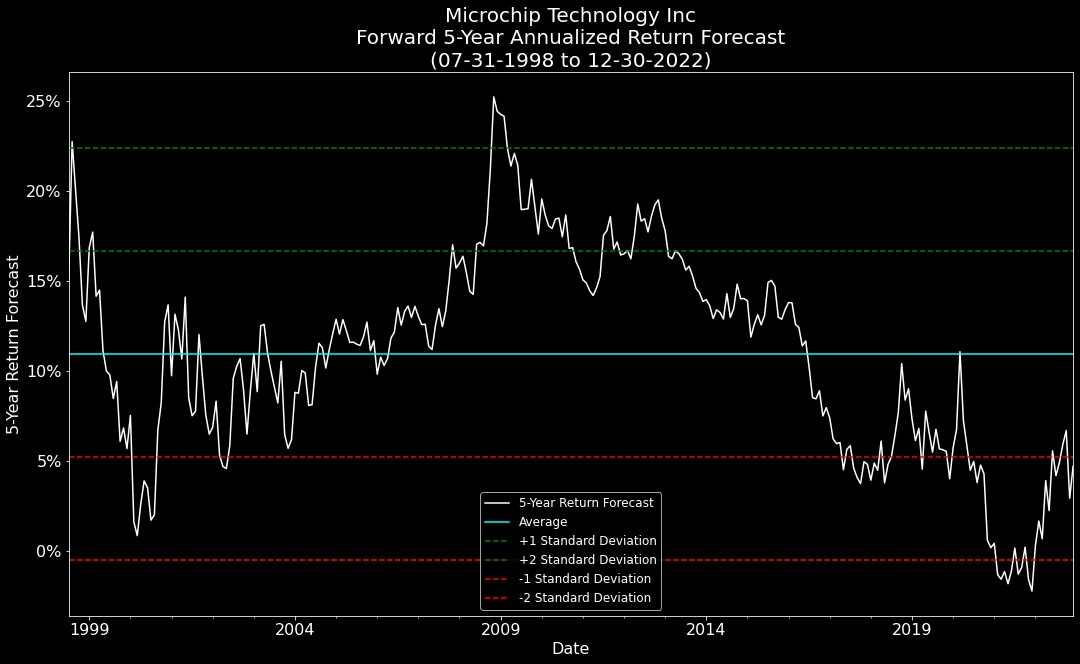 Microchip Technology Inc
Forward 5-Year Annualized Return Forecast
(07-31-1998 to 12-30-2022)
25%
20%
15%
10%
5%
0%
5-Year Return Forecast
5-Year Return Forecast
Average
+1 Standard Deviation
+2 Standard Deviation
-1 Standard Deviation
-2 Standard Deviation
1999 2004 2009 2014 2019
Date